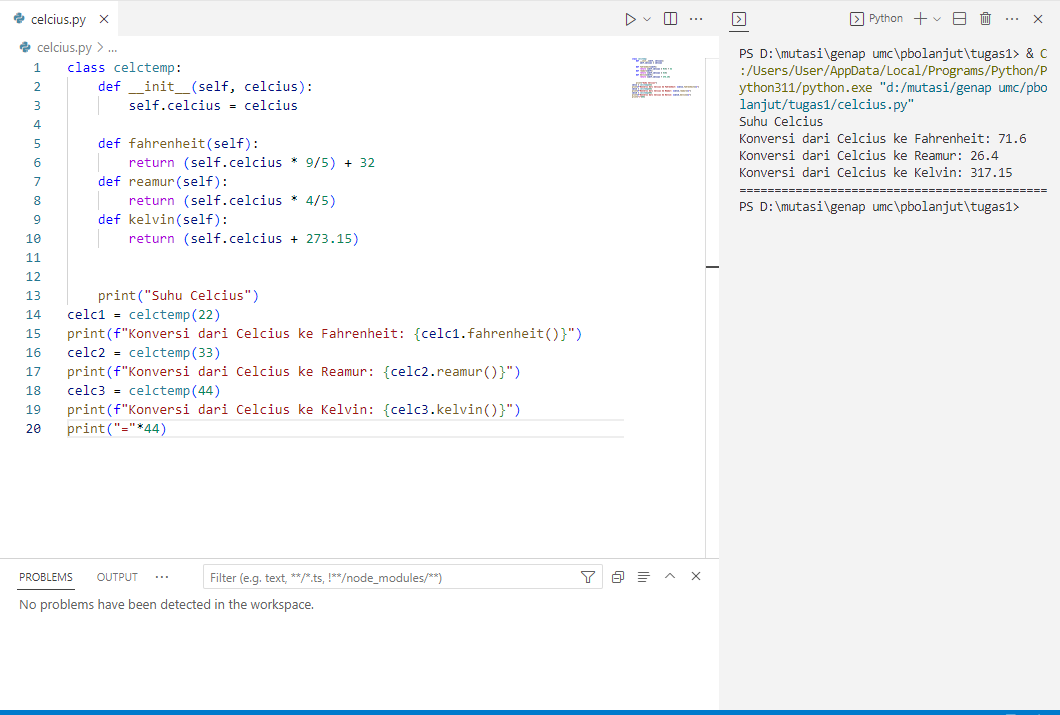 celcius.py
celcius.py > ...
1 class celctemp:
2     def __init__(self, celcius):
3         self.celcius = celcius
4
5     def fahrenheit(self):
6         return (self.celcius * 9/5) + 32
7     def reamur(self):
8         return (self.celcius * 4/5)
9     def kelvin(self):
10         return (self.celcius + 273.15)
11
12
13     print("Suhu Celcius")
14 celc1 = celctemp(22)
15 print(f"Konversi dari Celcius ke Fahrenheit: {celc1.fahrenheit()}")
16 celc2 = celctemp(33)
17 print(f"Konversi dari Celcius ke Reamur: {celc2.reamur()}")
18 celc3 = celctemp(44)
19 print(f"Konversi dari Celcius ke Kelvin: {celc3.kelvin()}")
20 print("="*44)
PROBLEMS OUTPUT ...
Filter (e.g. text, **/*.ts, !**/node_modules/**)
No problems have been detected in the workspace.
Python
PS D:\mutasi\genap umc\pbolanjut\tugas1> & C
:/Users/User/AppData/Local/Programs/Python/P
ython311/python.exe "d:/mutasi/genap umc/pbo
lanjut/tugas1/celcius.py"
Suhu Celcius
Konversi dari Celcius ke Fahrenheit: 71.6
Konversi dari Celcius ke Reamur: 26.4
Konversi dari Celcius ke Kelvin: 317.15
============================================
PS D:\mutasi\genap umc\pbolanjut\tugas1>